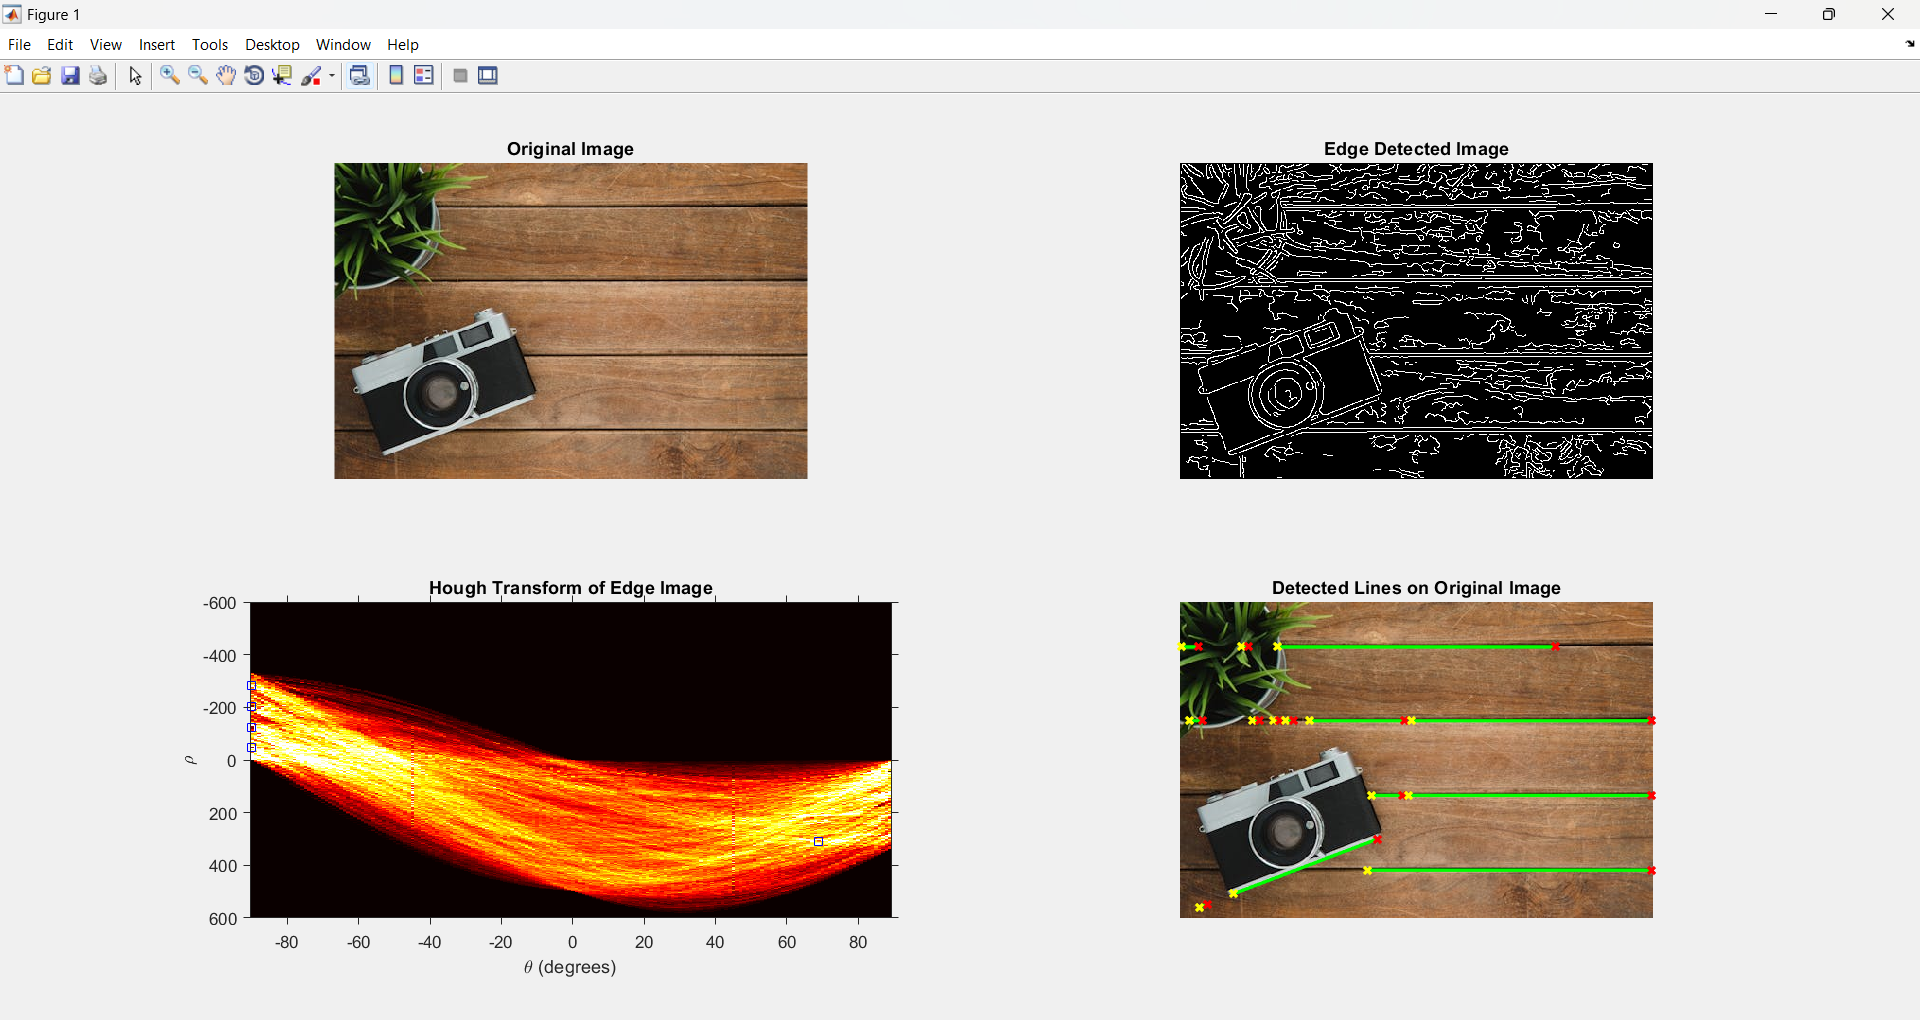 Figure 1
File Edit View Insert Tools Desktop Window Help
Original Image
Edge Detected Image
Hough Transform of Edge Image
-600
-400
-200
0
200
400
600
ρ
-80 -60 -40 -20 0 20 40 60 80
θ (degrees)
Detected Lines on Original Image